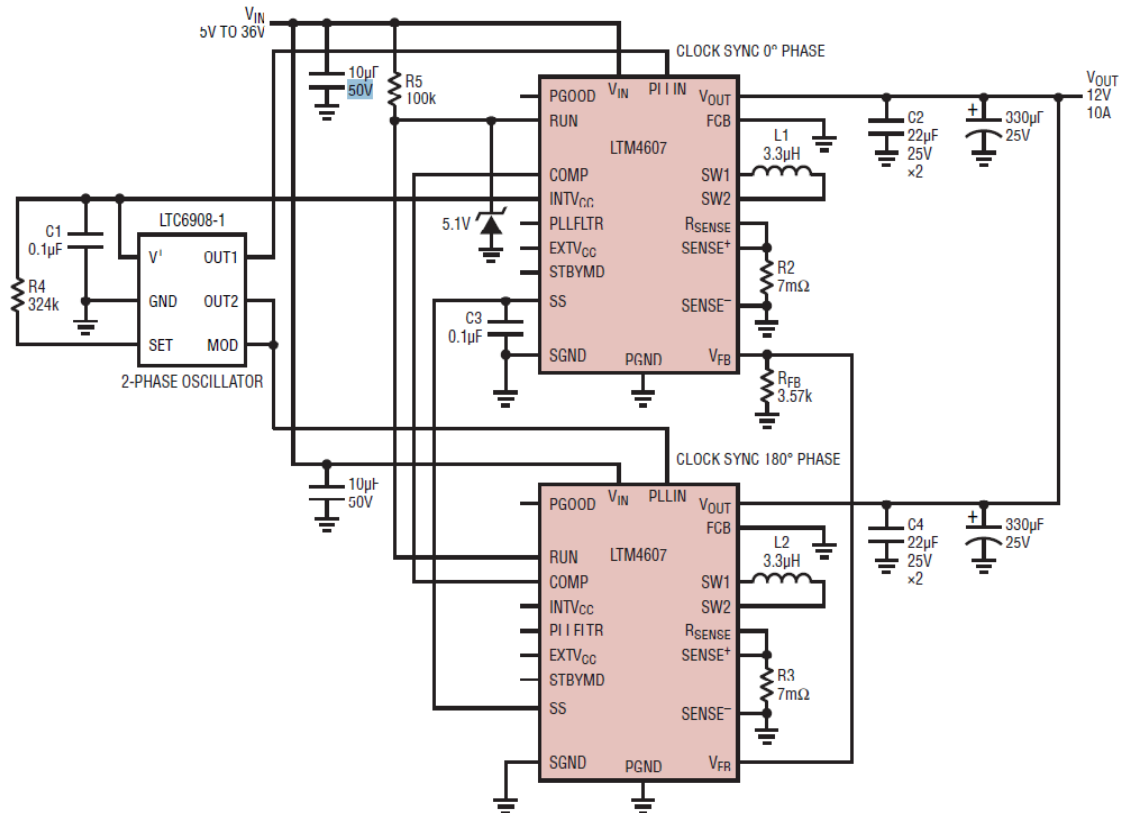 VIN
5V TO 36V
10µF
50V
R5
100k
CLOCK SYNC 0° PHASE
VIN
PLLIN
PGOOD
RUN
COMP
INTVCC
PLLFLTR
EXTVCC
STBYMD
SS
SGND
PGND
LTM4607
VOUT
FCB
SW1
SW2
RSENSE
SENSE+
SENSE−
VFB
L1
3.3µH
R2
7mΩ
RFB
3.57k
C2
22µF
25V
×2
+
330µF
25V
VOUT
12V
10A
5.1V
C3
0.1µF
C1
0.1µF
R4
324k
LTC6908-1
V+
OUT1
GND
OUT2
SET
MOD
2-PHASE OSCILLATOR
10µF
50V
CLOCK SYNC 180° PHASE
VIN
PLLIN
PGOOD
RUN
COMP
INTVCC
PLLFLTR
EXTVCC
STBYMD
SS
SGND
PGND
LTM4607
VOUT
FCB
SW1
SW2
RSENSE
SENSE+
SENSE−
VFB
L2
3.3µH
R3
7mΩ
C4
22µF
25V
×2
+
330µF
25V